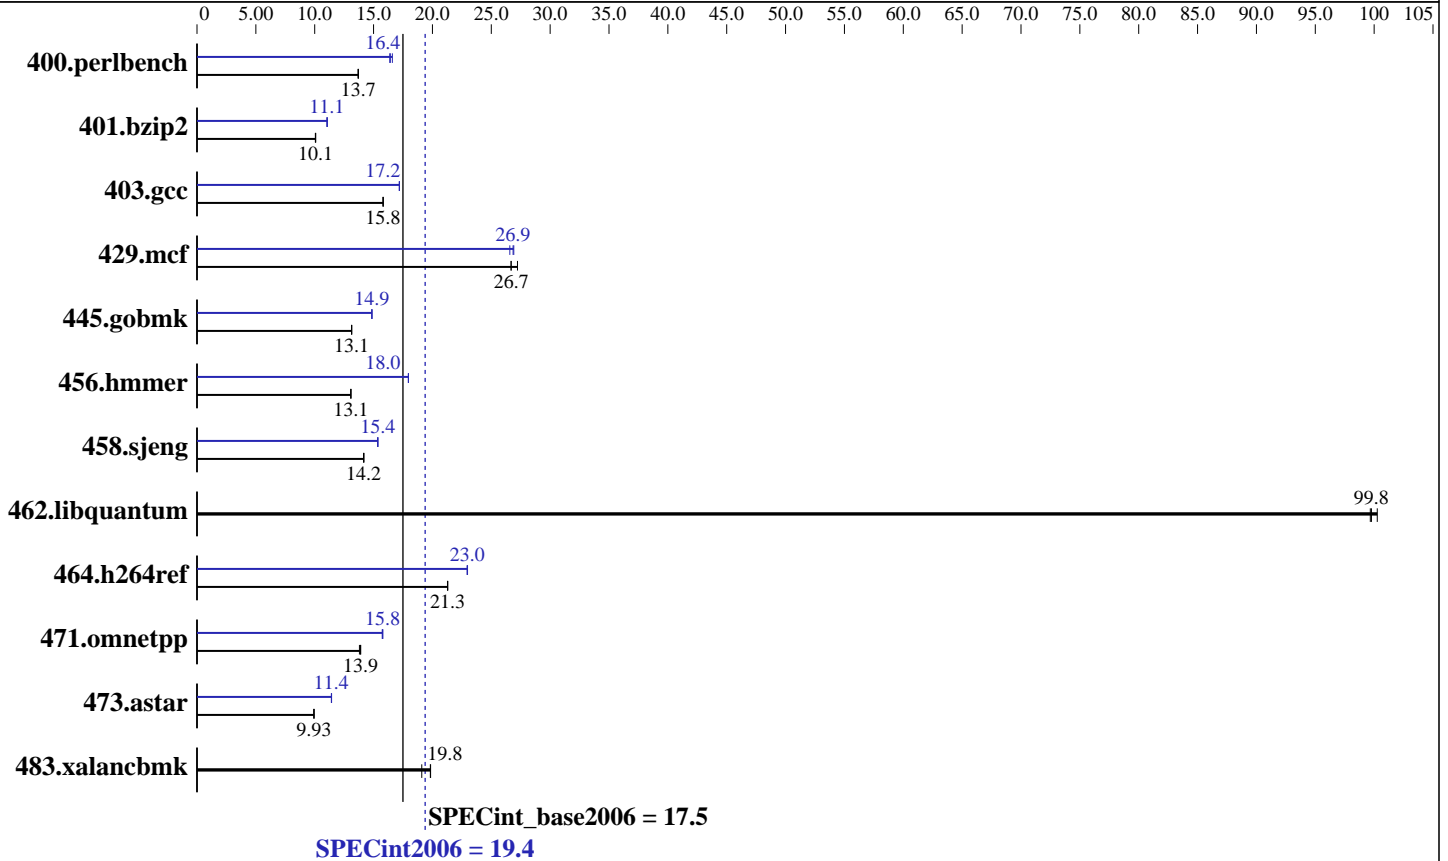 0 5.00 10.0 15.0 20.0 25.0 30.0 35.0 40.0 45.0 50.0 55.0 60.0 65.0 70.0 75.0 80.0 85.0 90.0 95.0 100 105
400.perlbench 16.4
13.7
401.bzip2 11.1
10.1
403.gcc 17.2
15.8
429.mcf 26.9
26.7
445.gobmk 14.9
13.1
456.hmmer 18.0
13.1
458.sjeng 15.4
14.2
462.libquantum 99.8
464.h264ref 23.0
21.3
471.omnetpp 15.8
13.9
473.astar 11.4
9.93
483.xalancbmk 19.8
SPECint_base2006 = 17.5
SPECint2006 = 19.4